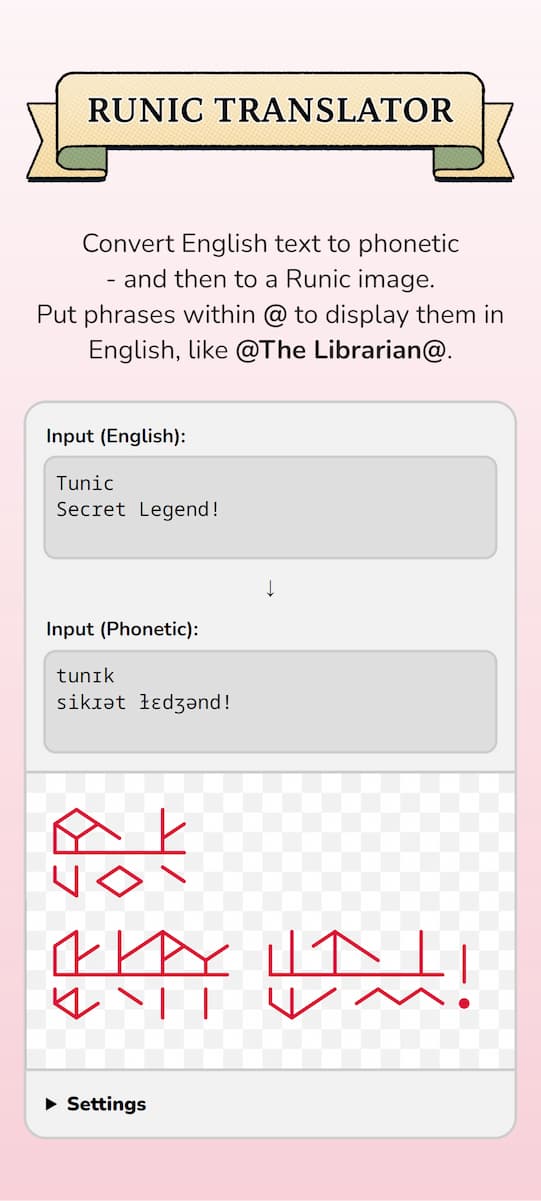 RUNIC TRANSLATOR
Convert English text to phonetic
- and then to a Runic image.
Put phrases within @ to display them in
English, like @The Librarian@.
Input (English):
Tunic
Secret Legend!
↓
Input (Phonetic):
tunɪk
sikɹət ɫɛdʒənd!
▶ Settings